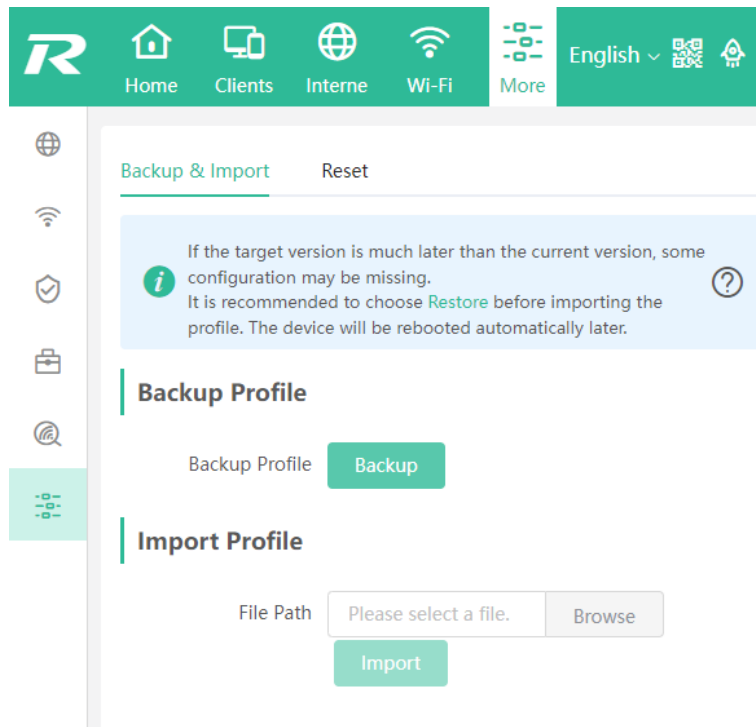 R
Home
Clients
Interne
Wi-Fi
More
English
Backup & Import
Reset
If the target version is much later than the current version, some
configuration may be missing.
It is recommended to choose Restore before importing the
profile. The device will be rebooted automatically later.
Backup Profile
Backup Profile
Backup
Import Profile
File Path
Please select a file.
Browse
Import